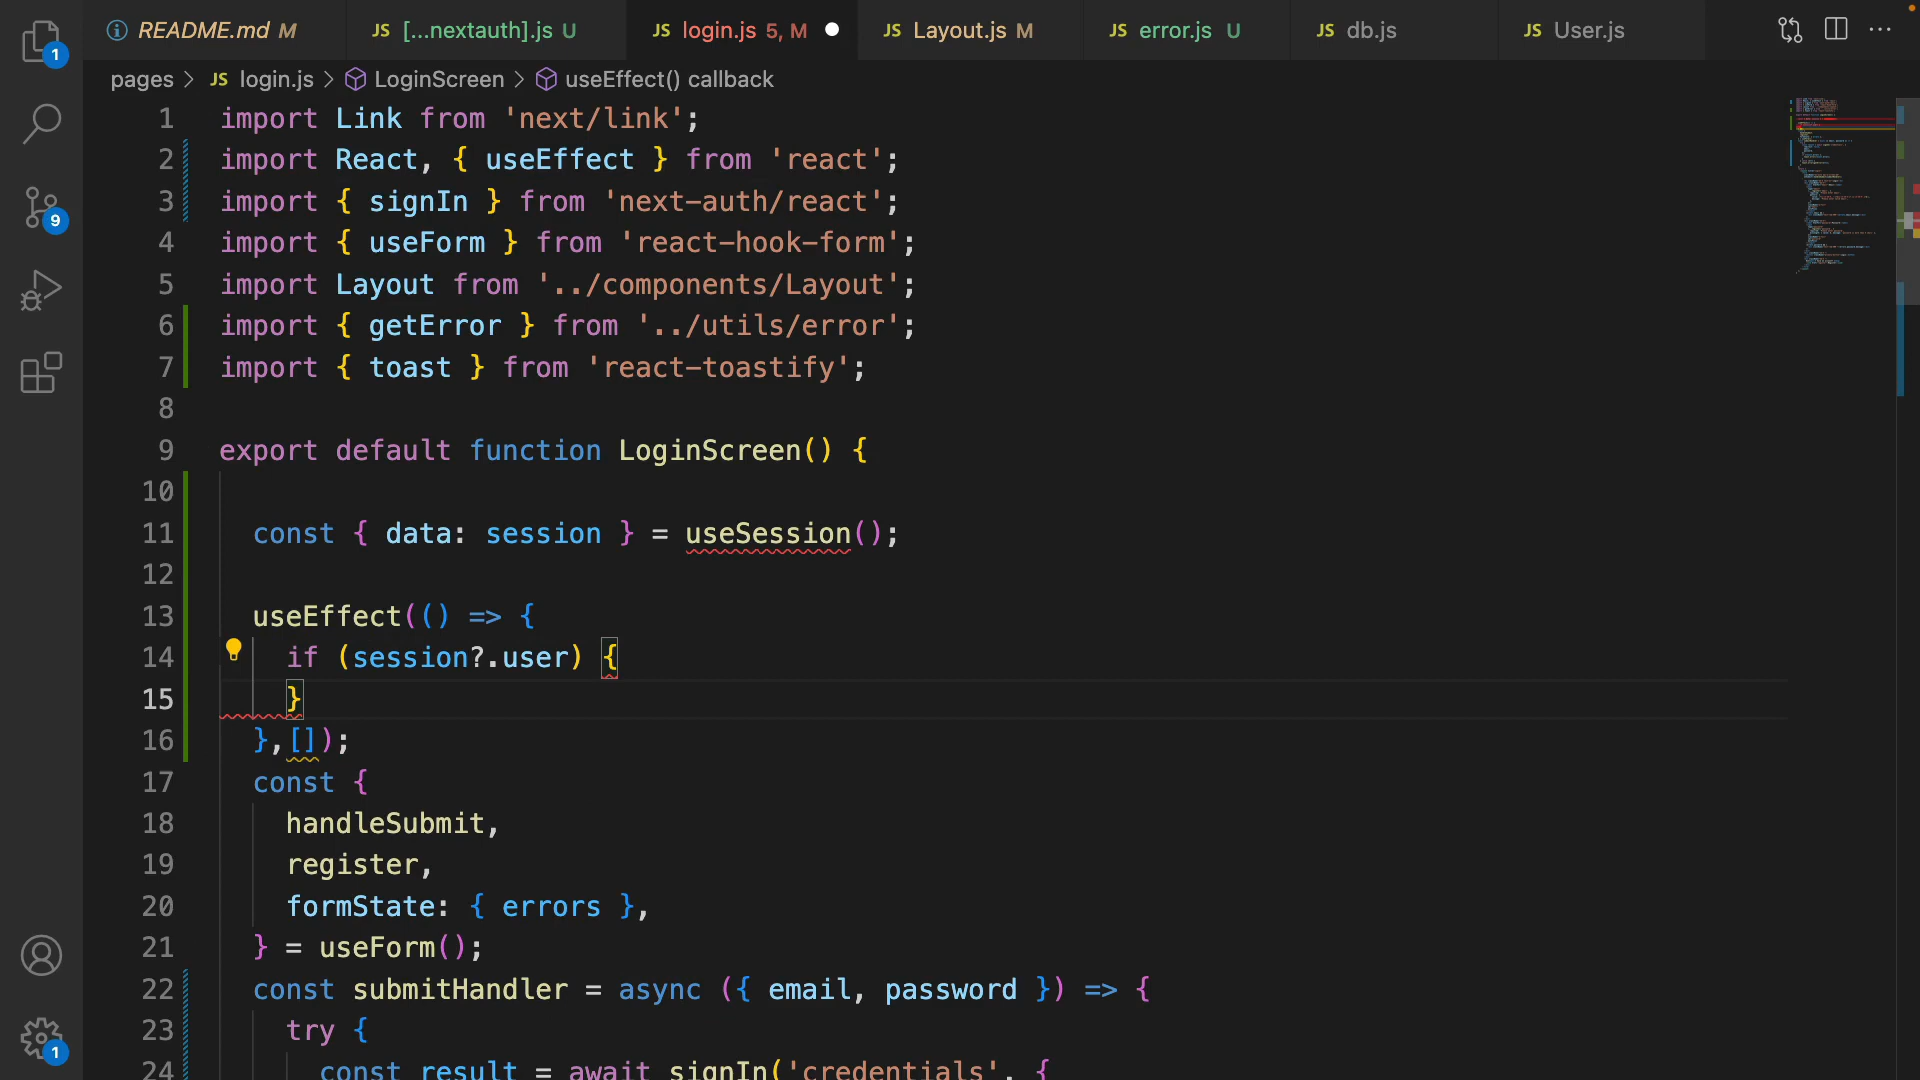 1
README.md M
JS [...nextauth].js U
JS login.js 5, M
JS Layout.js M
JS error.js U
JS db.js
JS User.js
pages > JS login.js > LoginScreen > useEffect() callback
1 import Link from 'next/link';
2 import React, { useEffect } from 'react';
3 import { signIn } from 'next-auth/react';
9
4 import { useForm } from 'react-hook-form';
5 import Layout from '../components/Layout';
6 import { getError } from '../utils/error';
7 import { toast } from 'react-toastify';
8
9 export default function LoginScreen() {
10
11 const { data: session } = useSession();
12
13 useEffect(() => {
14 if (session?.user) {
15 }
16 },[]);
17 const {
18 handleSubmit,
19 register,
20 formState: { errors },
21 } = useForm();
22 const submitHandler = async ({ email, password }) => {
23 try {
1
24 const result = await signIn('credentials', {